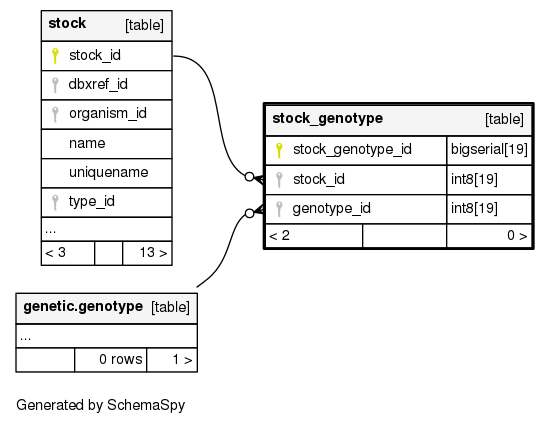 stock [table]
stock_id
dbxref_id
organism_id
name
uniquename
type_id
...
< 3 13 >
stock_genotype [table]
stock_genotype_id bigserial[19]
stock_id int8[19]
genotype_id int8[19]
< 2 0 >
genetic.genotype [table]
...
0 rows 1 >
Generated by SchemaSpy